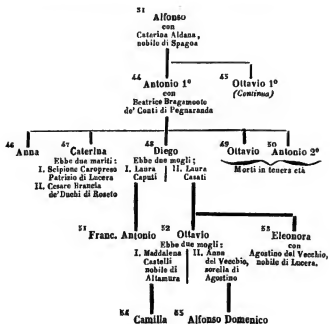 31
Alfonso
con
Caterina Aldana,
nobile di Spagoa
44 45
Antonio 1° Ottavio 1°
con (Continua)
Beatrice Bragamonte
de' Conti di Pegnaranda
46 47 48 49 50
Anna Caterina Diego Ottavio Antonio 2°
Ebbe due mariti: Ebbe due mogli; Morti in tenera età
I. Scipione Caropreso I. Laura II. Laura
Patrizio di Lucera Caputi Casati
II. Cesare Brancia
de'Duchi di Roseto
51 52 53
Franc. Antonio Ottavio Eleonora
Ebbe due mogli: con
I. Maddalena II. Anna Agostino del Vecchio,
Castelli del Vecchio, nobile di Lucera.
nobile di sorella di
Altamura Agostino
54 55
Camilla Alfonso Domenico